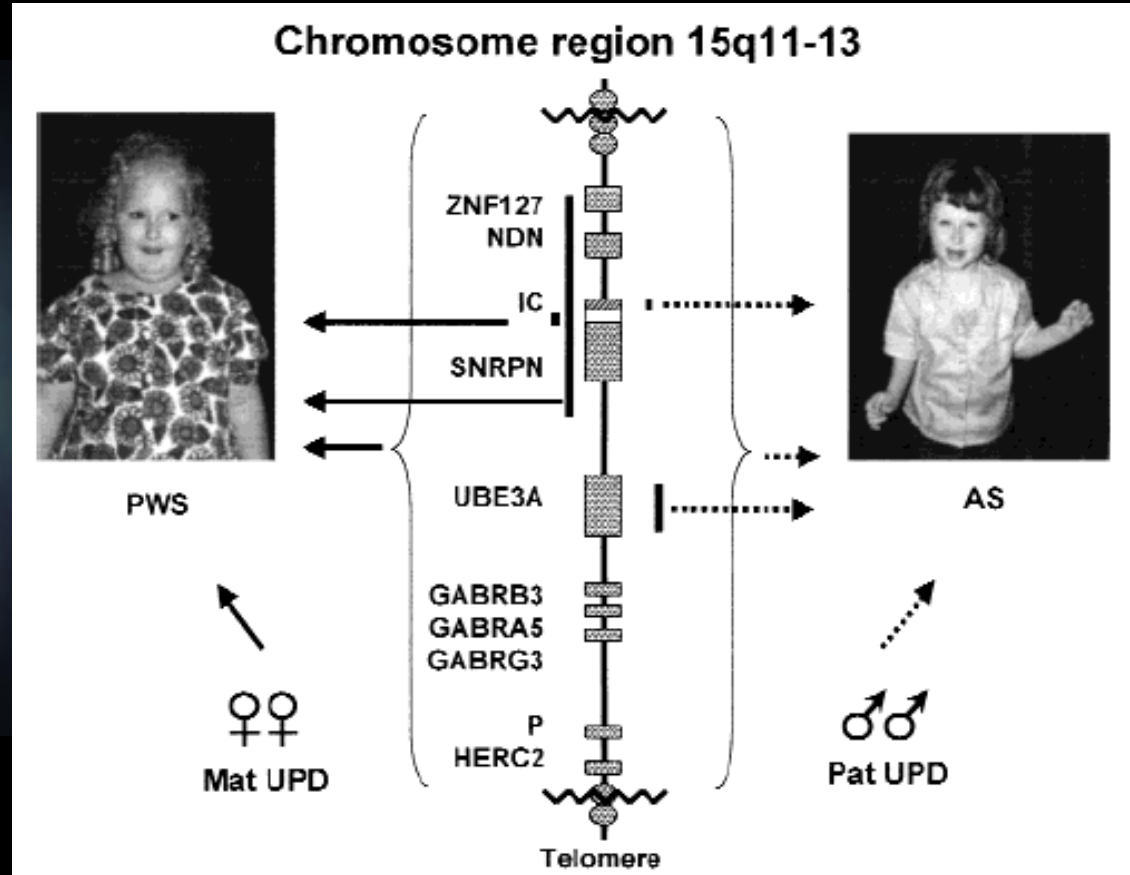 Chromosome region 15q11-13
ZNF127
NDN
IC
SNRPN
PWS
UBE3A
AS
GABRB3
GABRA5
GABRG3
♀♀
Mat UPD
P
HERC2
♂♂
Pat UPD
Telomere